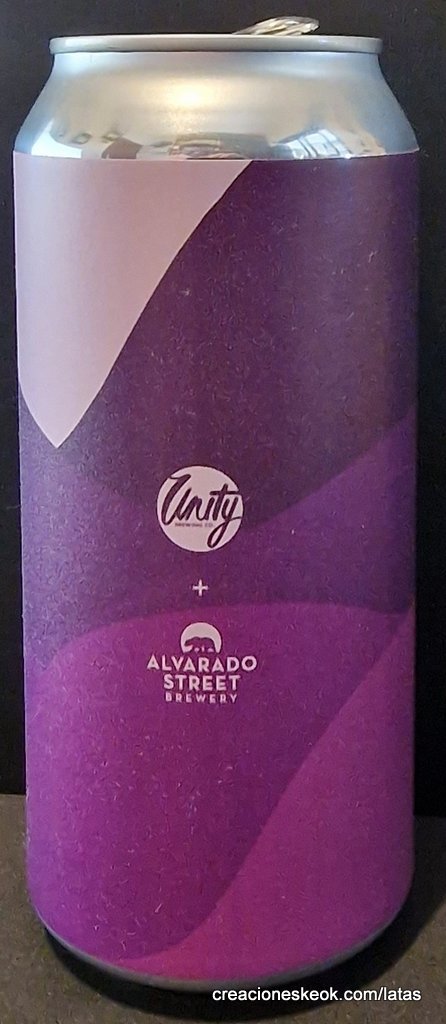 Unity
BREWING CO.
+
ALVARADO
STREET
BREWERY
creacioneskeok.com/latas